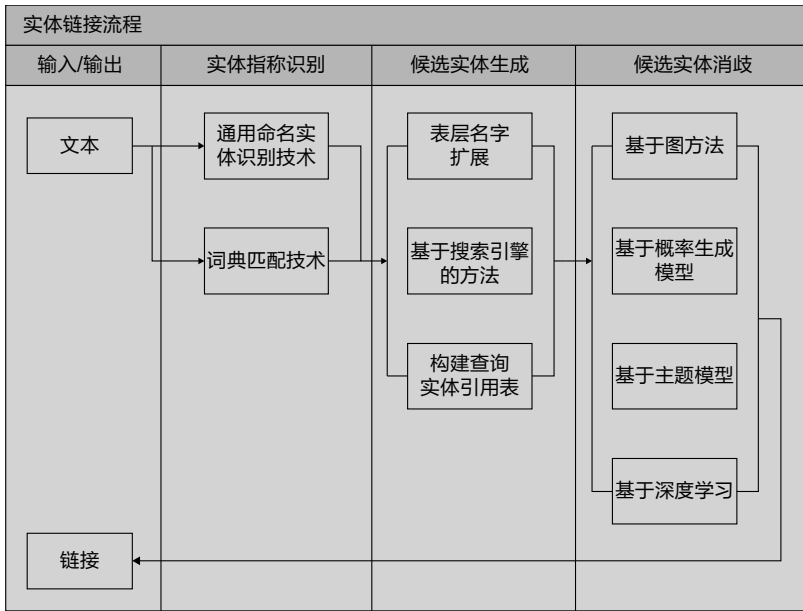 实体链接流程
输入/输出
实体指称识别
候选实体生成
候选实体消歧
文本
通用命名实
体识别技术
表层名字
扩展
基于图方法
词典匹配技术
基于搜索引擎
的方法
基于概率生成
模型
构建查询
实体引用表
基于主题模型
基于深度学习
链接